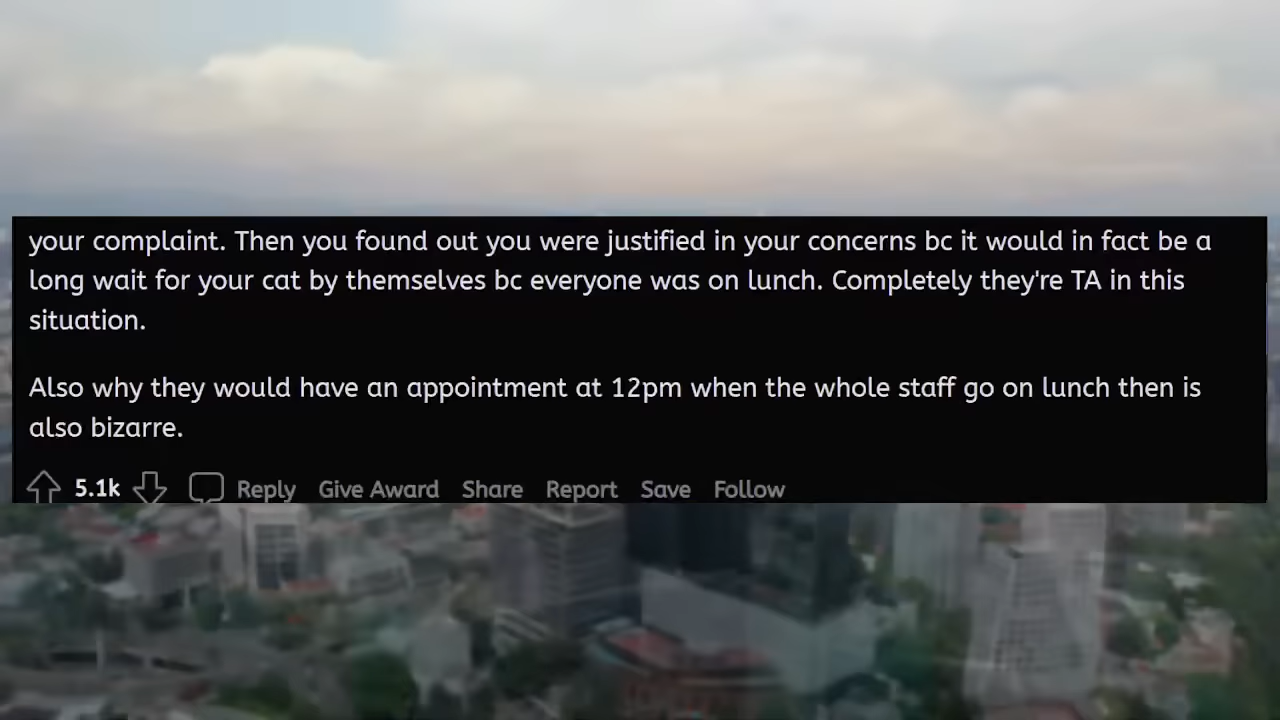 your complaint. Then you found out you were justified in your concerns bc it would in fact be a
long wait for your cat by themselves bc everyone was on lunch. Completely they're TA in this
situation.
Also why they would have an appointment at 12pm when the whole staff go on lunch then is
also bizarre.
5.1k Reply Give Award Share Report Save Follow